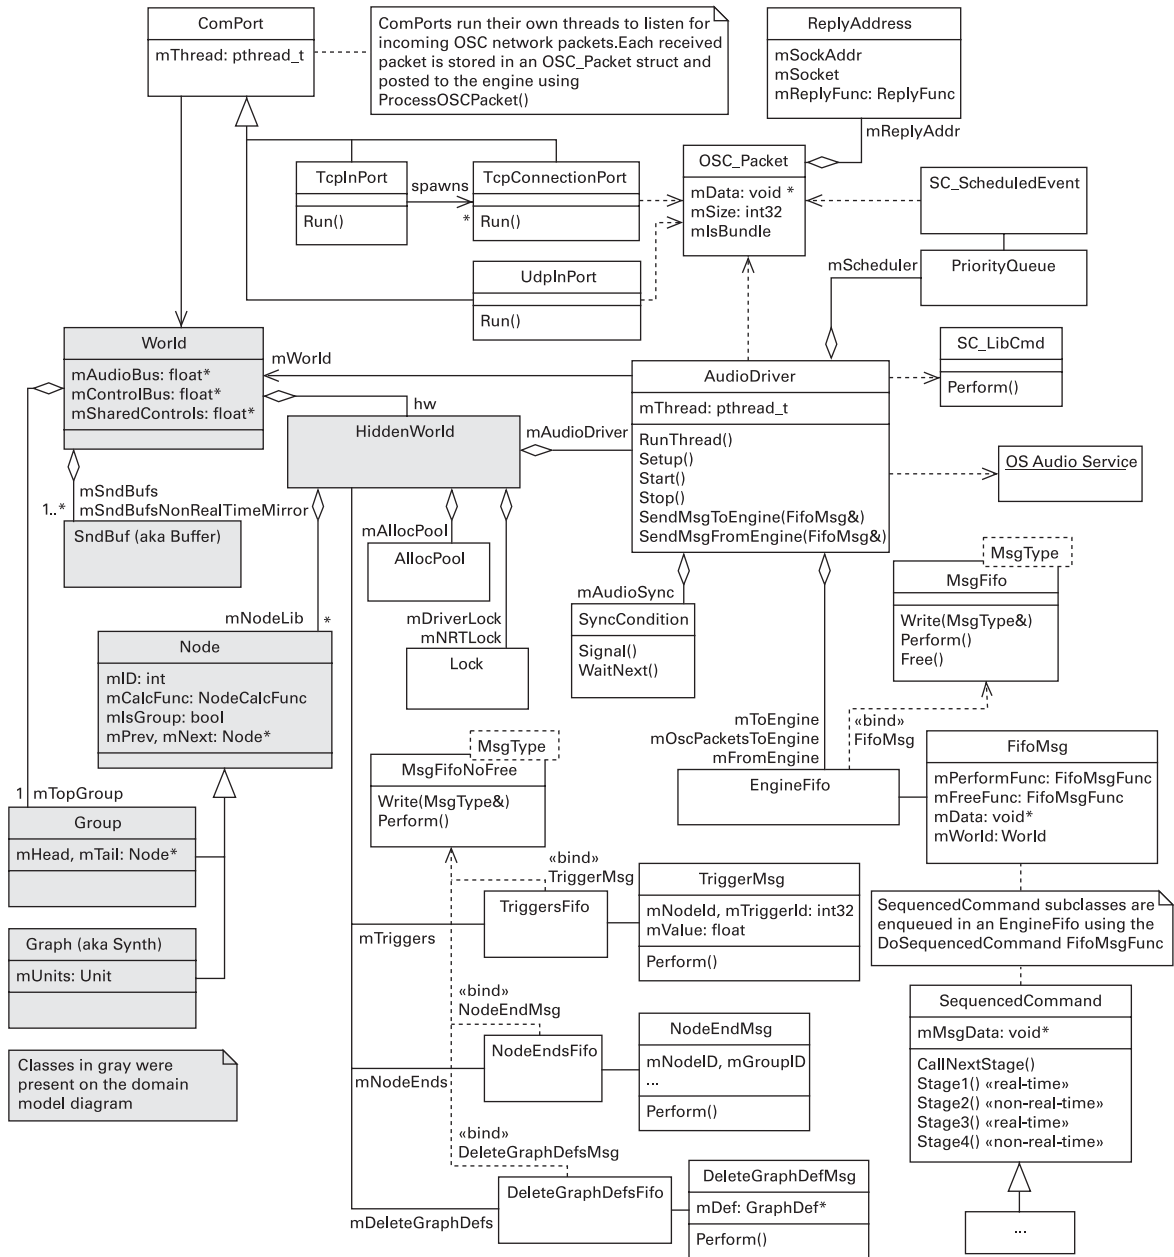 ComPort
mThread: pthread_t
ComPorts run their own threads to listen for
incoming OSC network packets.Each received
packet is stored in an OSC_Packet struct and
posted to the engine using
ProcessOSCPacket()
ReplyAddress
mSockAddr
mSocket
mReplyFunc: ReplyFunc
mReplyAddr
TcpInPort
Run()
spawns
*
TcpConnectionPort
Run()
OSC_Packet
mData: void *
mSize: int32
mIsBundle
SC_ScheduledEvent
UdpInPort
Run()
mScheduler
PriorityQueue
World
mAudioBus: float*
mControlBus: float*
mSharedControls: float*
mWorld
hw
AudioDriver
mThread: pthread_t
RunThread()
Setup()
Start()
Stop()
SendMsgToEngine(FifoMsg&)
SendMsgFromEngine(FifoMsg&)
SC_LibCmd
Perform()
HiddenWorld
mAudioDriver
OS Audio Service
mSndBufs
1..*
mSndBufsNonRealTimeMirror
SndBuf (aka Buffer)
mAllocPool
AllocPool
mDriverLock
mNRTLock
Lock
mAudioSync
SyncCondition
Signal()
WaitNext()
MsgType
MsgFifo
Write(MsgType&)
Perform()
Free()
mNodeLib
*
Node
mID: int
mCalcFunc: NodeCalcFunc
mIsGroup: bool
mPrev, mNext: Node*
mToEngine
mOscPacketsToEngine
mFromEngine
«bind»
FifoMsg
EngineFifo
FifoMsg
mPerformFunc: FifoMsgFunc
mFreeFunc: FifoMsgFunc
mData: void*
mWorld: World
MsgType
MsgFifoNoFree
Write(MsgType&)
Perform()
1
mTopGroup
Group
mHead, mTail: Node*
«bind»
TriggerMsg
TriggersFifo
mTriggers
TriggerMsg
mNodeId, mTriggerId: int32
mValue: float
Perform()
SequencedCommand subclasses are
enqueued in an EngineFifo using the
DoSequencedCommand FifoMsgFunc
Graph (aka Synth)
mUnits: Unit
«bind»
NodeEndMsg
NodeEndsFifo
mNodeEnds
NodeEndMsg
mNodeID, mGroupID
...
Perform()
SequencedCommand
mMsgData: void*
CallNextStage()
Stage1() «real-time»
Stage2() «non-real-time»
Stage3() «real-time»
Stage4() «non-real-time»
Classes in gray were
present on the domain
model diagram
«bind»
DeleteGraphDefsMsg
DeleteGraphDefsFifo
mDeleteGraphDefs
DeleteGraphDefMsg
mDef: GraphDef*
Perform()
...